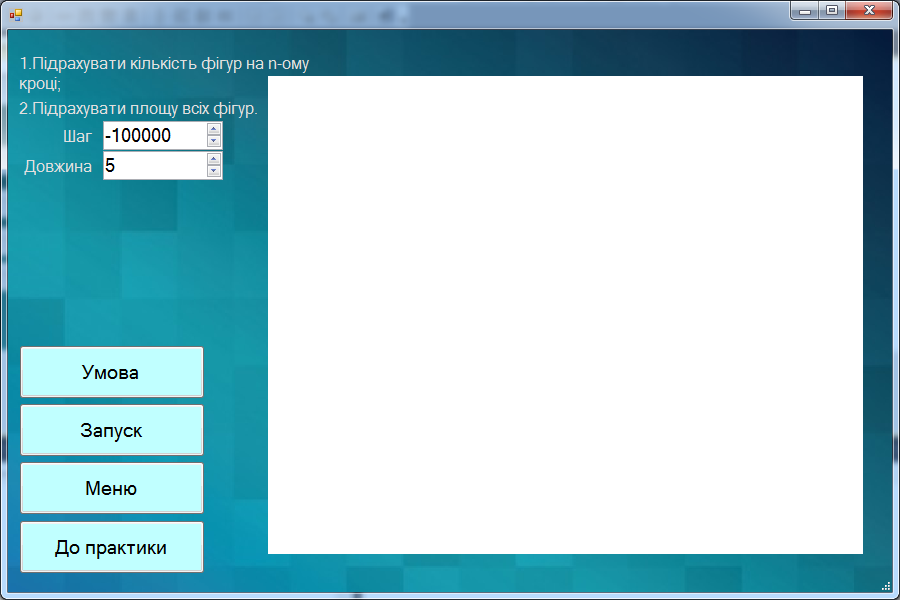 1.Підрахувати кількість фігур на n-ому
кроці;
2.Підрахувати площу всіх фігур.
Шаг -100000
Довжина 5
Умова
Запуск
Меню
До практики